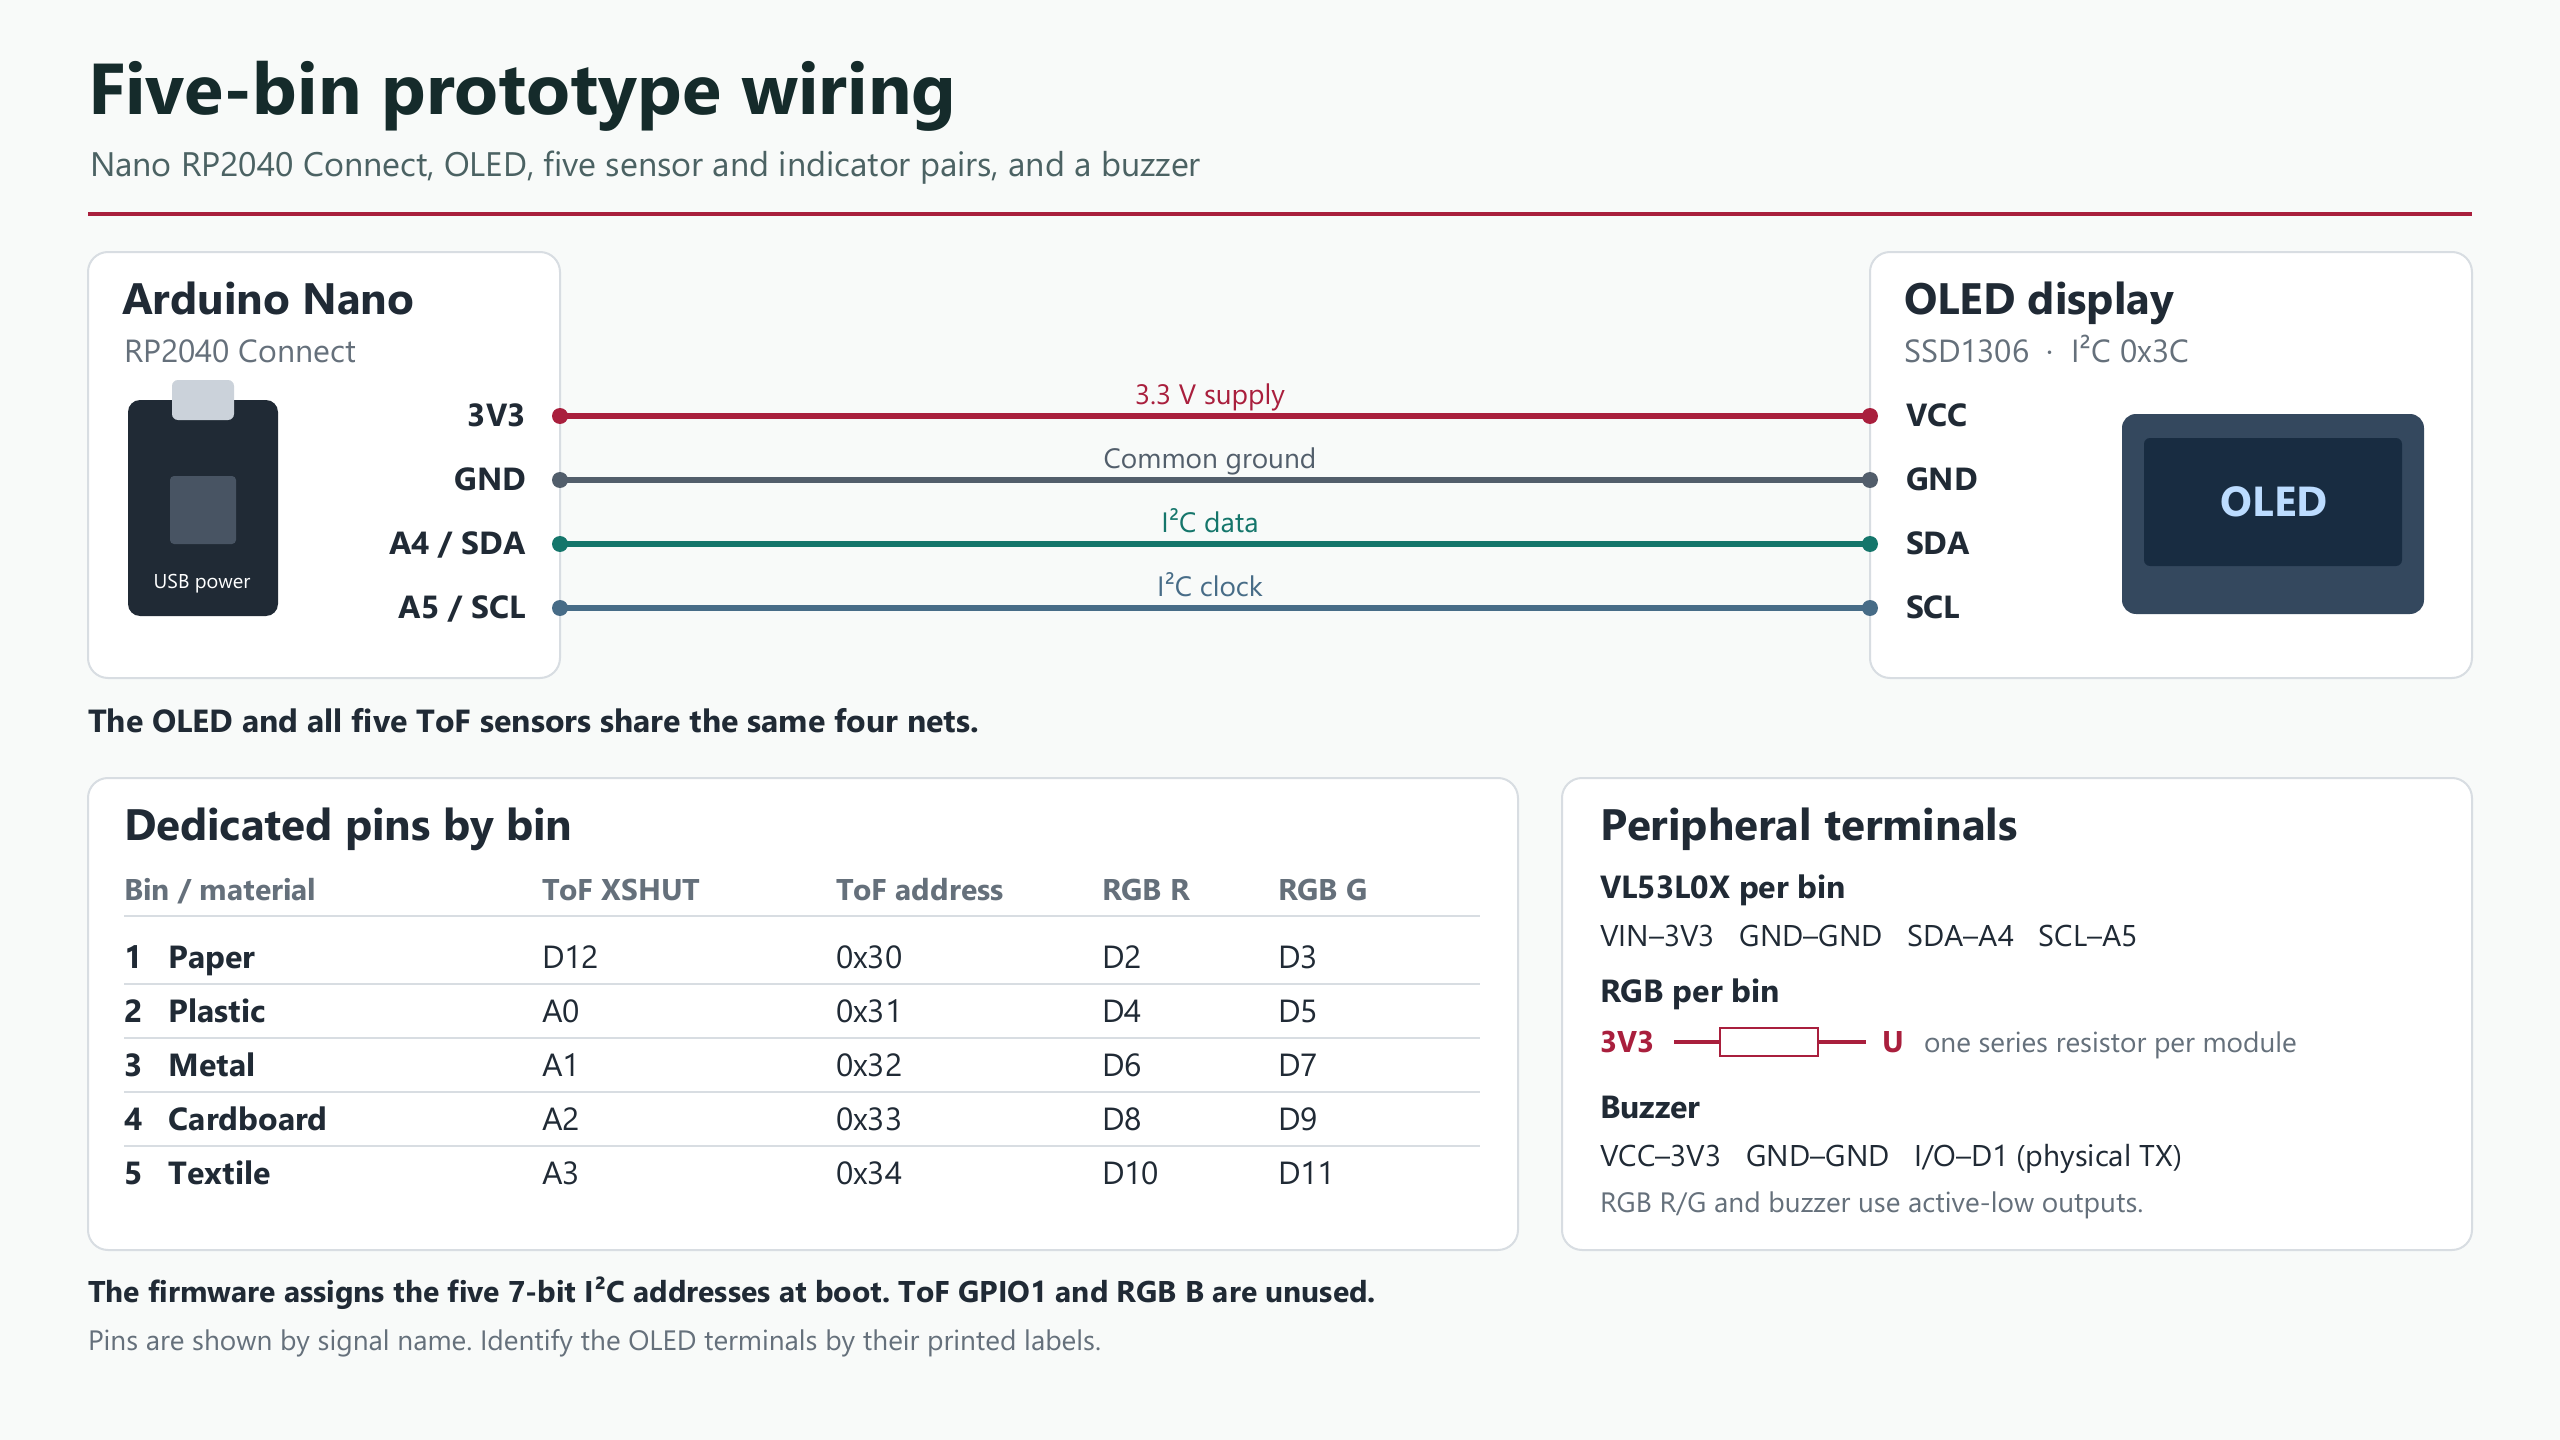 Five-bin prototype wiring
Nano RP2040 Connect, OLED, five sensor and indicator pairs, and a buzzer
Arduino Nano
RP2040 Connect
USB power
3V3
GND
A4 / SDA
A5 / SCL
3.3 V supply
Common ground
I²C data
I²C clock
OLED display
SSD1306 · I²C 0x3C
VCC
GND
SDA
SCL
OLED
The OLED and all five ToF sensors share the same four nets.
Dedicated pins by bin
Bin / material ToF XSHUT ToF address RGB R RGB G
1 Paper D12 0x30 D2 D3
2 Plastic A0 0x31 D4 D5
3 Metal A1 0x32 D6 D7
4 Cardboard A2 0x33 D8 D9
5 Textile A3 0x34 D10 D11
Peripheral terminals
VL53L0X per bin
VIN–3V3 GND–GND SDA–A4 SCL–A5
RGB per bin
3V3 U one series resistor per module
Buzzer
VCC–3V3 GND–GND I/O–D1 (physical TX)
RGB R/G and buzzer use active-low outputs.
The firmware assigns the five 7-bit I²C addresses at boot. ToF GPIO1 and RGB B are unused.
Pins are shown by signal name. Identify the OLED terminals by their printed labels.